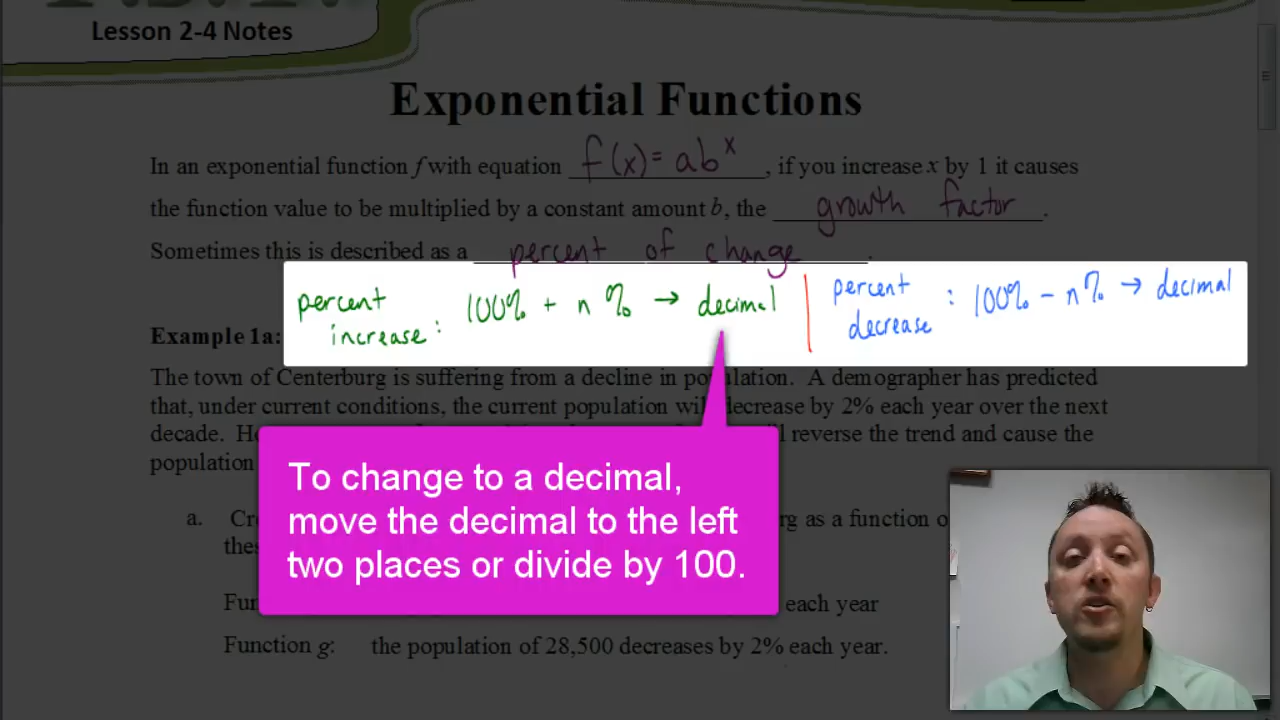 Lesson 2-4 Notes
Exponential Functions
In an exponential function f with equation f(x) = ab^x, if you increase x by 1 it causes
the function value to be multiplied by a constant amount b, the growth factor.
Sometimes this is described as a percent of change.
percent increase: 100% + n% → decimal
percent decrease: 100% - n% → decimal
Example 1a:
The town of Centerburg is suffering from a decline in population. A demographer has predicted
that, under current conditions, the current population will decrease by 2% each year over the next
decade. reverse the trend and cause the
population
To change to a decimal,
move the decimal to the left
two places or divide by 100.
a. as a function
each year
Function g: the population of 28,500 decreases by 2% each year.